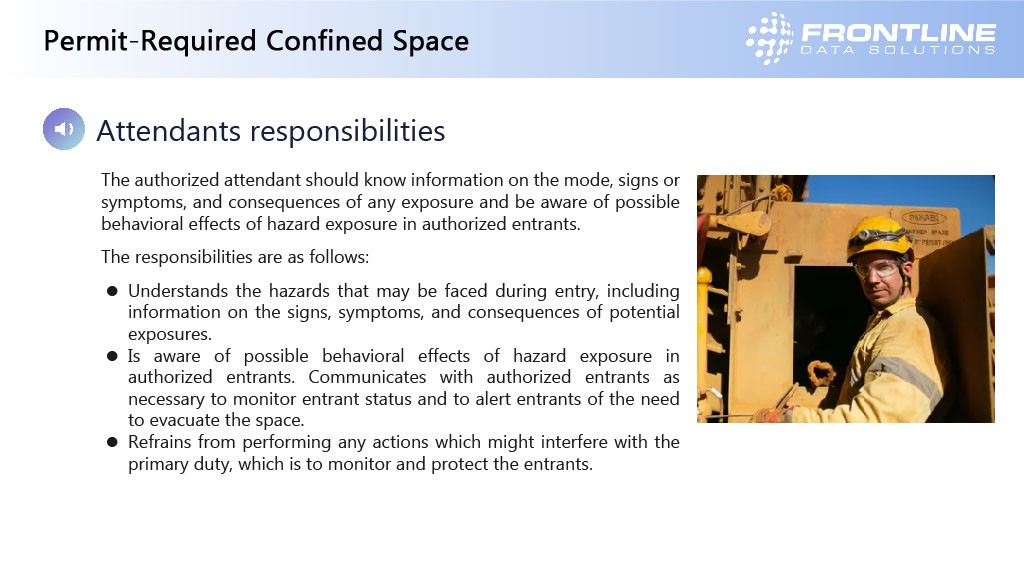 Permit-Required Confined Space
FRONTLINE
DATA SOLUTIONS
Attendants responsibilities
The authorized attendant should know information on the mode, signs or
symptoms, and consequences of any exposure and be aware of possible
behavioral effects of hazard exposure in authorized entrants.
The responsibilities are as follows:
● Understands the hazards that may be faced during entry, including
information on the signs, symptoms, and consequences of potential
exposures.
● Is aware of possible behavioral effects of hazard exposure in
authorized entrants. Communicates with authorized entrants as
necessary to monitor entrant status and to alert entrants of the need
to evacuate the space.
● Refrains from performing any actions which might interfere with the
primary duty, which is to monitor and protect the entrants.
DANGER